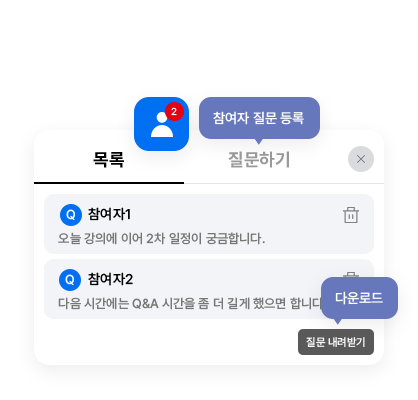 2
참여자 질문 등록
목록
질문하기
Q 참여자1
오늘 강의에 이어 2차 일정이 궁금합니다.
Q 참여자2
다음 시간에는 Q&A 시간을 좀 더 길게 했으면 합니다
다운로드
질문 내려받기